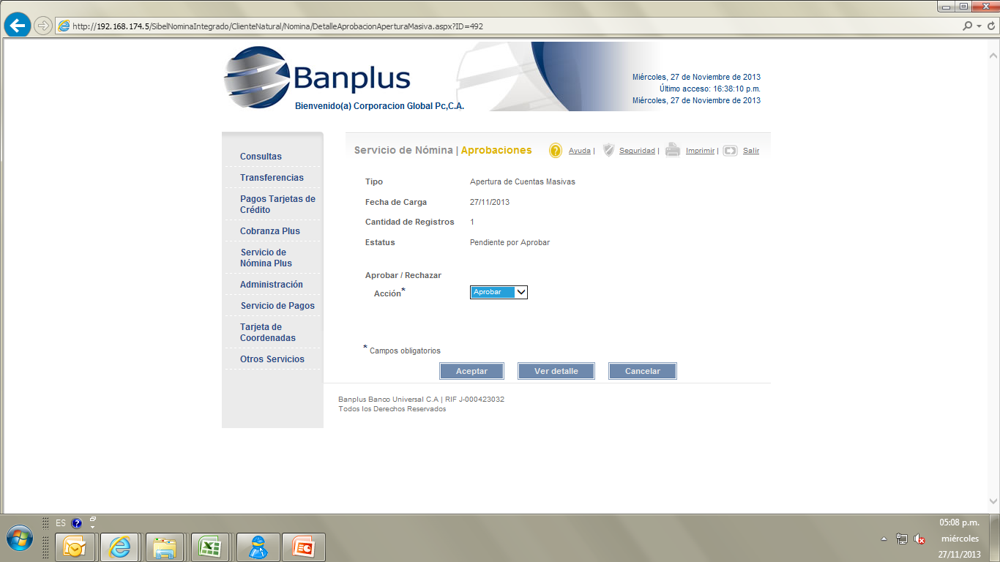 http://192.168.174.5/SibelNominaIntegrado/ClienteNatural/Nomina/DetalleAprobacionAperturaMasiva.aspx?ID=492
Banplus
Bienvenido(a) Corporacion Global Pc,C.A.
Miércoles, 27 de Noviembre de 2013
Último acceso: 16:38:10 p.m.
Miércoles, 27 de Noviembre de 2013
Consultas
Transferencias
Pagos Tarjetas de
Crédito
Cobranza Plus
Servicio de
Nómina Plus
Administración
Servicio de Pagos
Tarjeta de
Coordenadas
Otros Servicios
Servicio de Nómina | Aprobaciones
? Ayuda | Seguridad | Imprimir | Salir
Tipo Apertura de Cuentas Masivas
Fecha de Carga 27/11/2013
Cantidad de Registros 1
Estatus Pendiente por Aprobar
Aprobar / Rechazar
Acción* Aprobar
* Campos obligatorios
Aceptar Ver detalle Cancelar
Banplus Banco Universal C.A | RIF J-000423032
Todos los Derechos Reservados
ES ?
05:08 p.m.
miércoles
27/11/2013